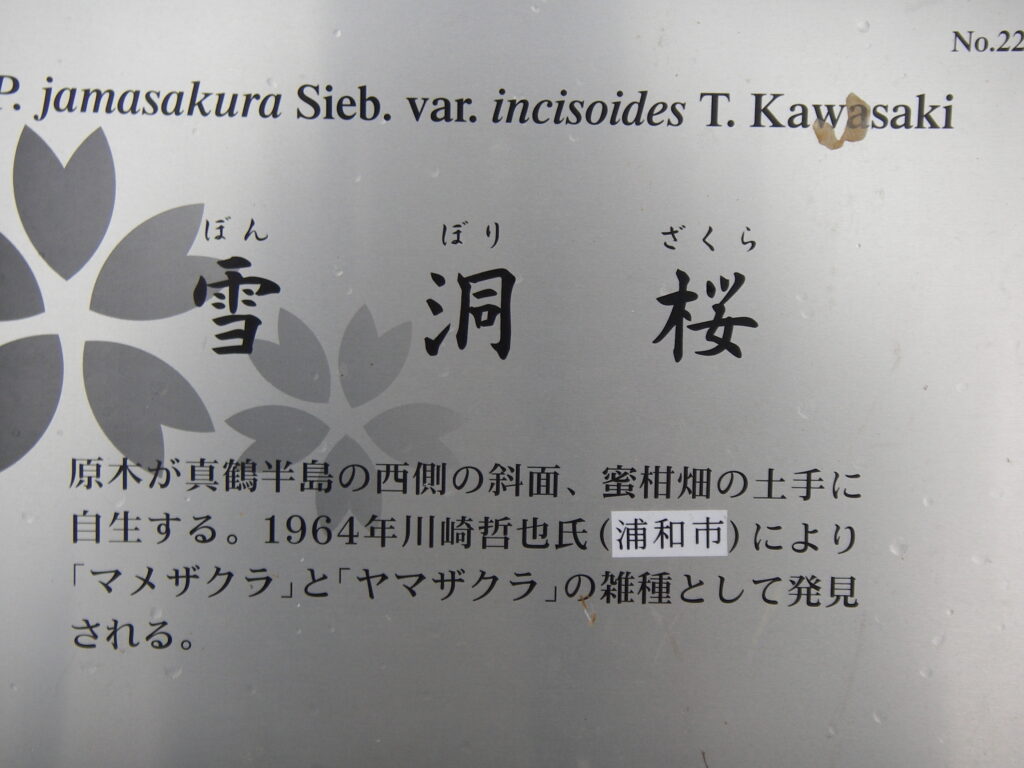 No.22
P. jamasakura Sieb. var. incisoides T. Kawasaki
ぼん ぼり ざくら
雪洞桜
原木が真鶴半島の西側の斜面、蜜柑畑の土手に
自生する。1964年川崎哲也氏(浦和市)により
「マメザクラ」と「ヤマザクラ」の雑種として発見
される。